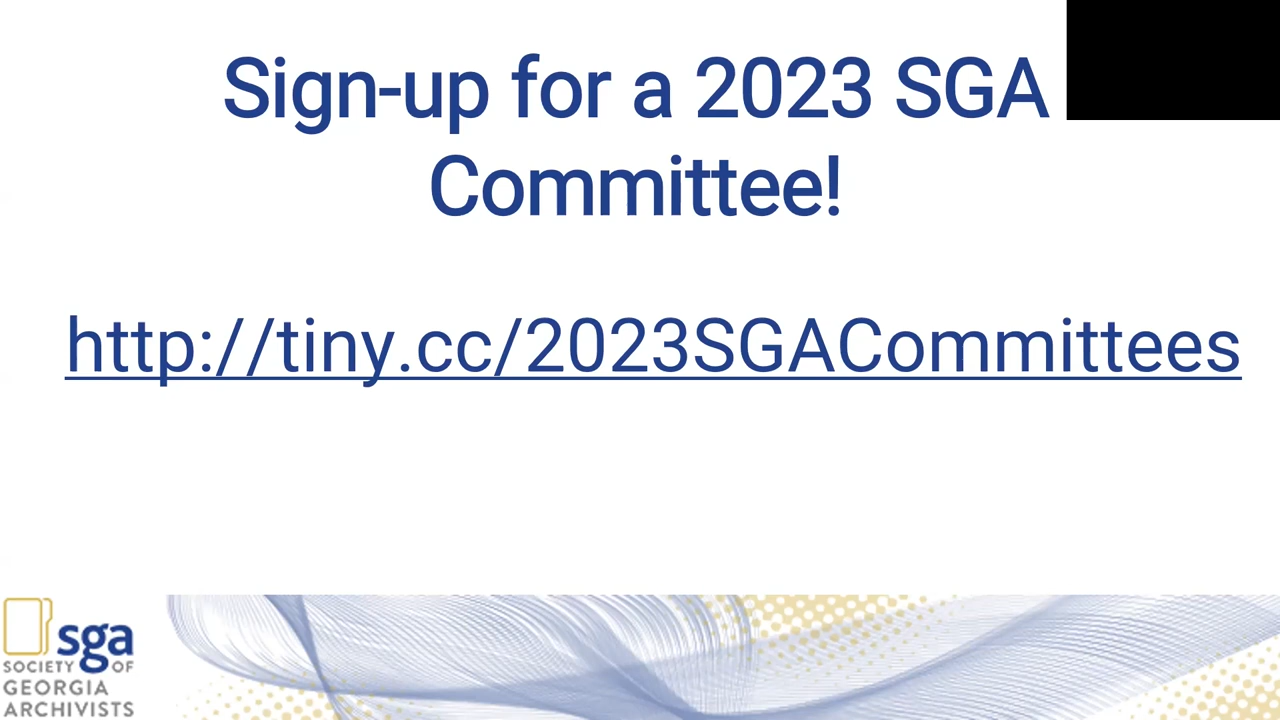 Sign-up for a 2023 SGA
Committee!
http://tiny.cc/2023SGACommittees
sga
SOCIETY OF
GEORGIA
ARCHIVISTS